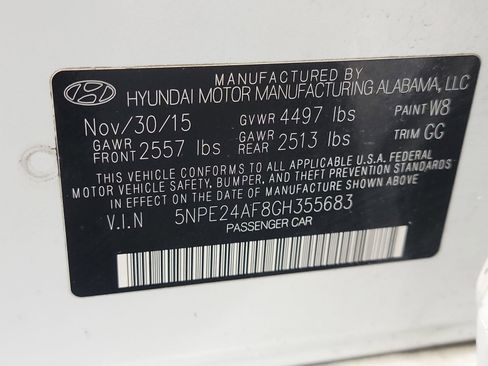 MANUFACTURED BY
HYUNDAI MOTOR MANUFACTURING ALABAMA, LLC
Nov/30/15 GVWR 4497 lbs PAINT W8
GAWR FRONT 2557 lbs GAWR REAR 2513 lbs TRIM GG
THIS VEHICLE CONFORMS TO ALL APPLICABLE U.S.A. FEDERAL
MOTOR VEHICLE SAFETY, BUMPER, AND THEFT PREVENTION STANDARDS
IN EFFECT ON THE DATE OF MANUFACTURE SHOWN ABOVE.
V.I.N 5NPE24AF8GH355683
PASSENGER CAR